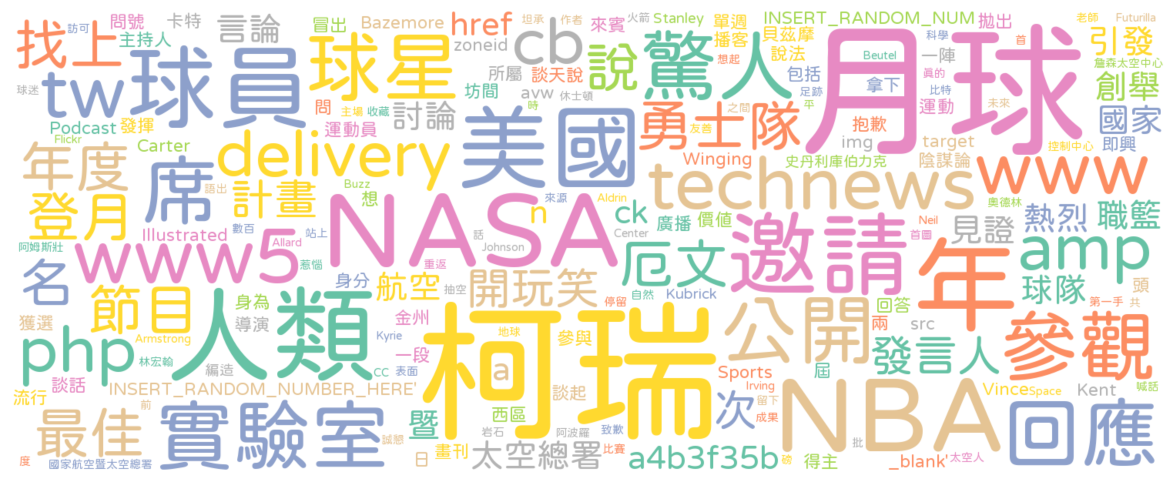 問號 卡特 言論 冒出 Bazemore href 坦承 作者 來賓 火箭 Stanley 單週 INSERT_RANDOM_NUM 拋出 老師 Futurilla
找上 主持人 球星 zoneid cb 說 驚人 播客 貝茲摩 說法 月球 Beutel 科學 一陣 首 引發
tw 球員 所屬 談天說 坊間 avw 休士頓 想起 包括 足跡 拿下 真的 比特 詹森太空中心 創舉
球迷 訪可 Podcast 發揮 運動員 主場 收藏 討論 時 美國 勇士隊 之間 友善 平 img 抱歉 運動 未來 國家
Flickr Carter Winging 史丹利庫伯力克 target 陰謀論 控制中心 即興
年度 席 delivery technews www
登月 語出 計畫 Buzz 想 NASA 來源 Aldrin n ck 廣播 價值 邀請 Neil 首圖 見證 奧德林 熱烈 職籃
阿姆斯壯 Illustrated 數百 Allard 站上 話 Johnson Center 厄文 年 amp
名 www5 惹惱 身分 航空 重返 抽空 開玩笑 停留 自然 Kubrick 回答 球隊 頭
節目 人類 身為 導演 金州 Kyrie 柯瑞 地球 參與 公開 兩 src 第一手 共
獲選 Armstrong php 林宏翰 編造 cc 表面 一段 a 談起 屆 發言人 參觀
流行 談話 INSERT_RANDOM_NUMBER_HERE' Sports Irving NBA Vince Space Kent 喊話
最佳 前 實驗室 誠懇 暨 西區 岩石 阿波羅 致歉 次 留下 成果 回應
度 國家航空暨太空總署 日 畫刊 太空總署 比賽 a4b3f35b 磅 得主 批 _blank' 太空人